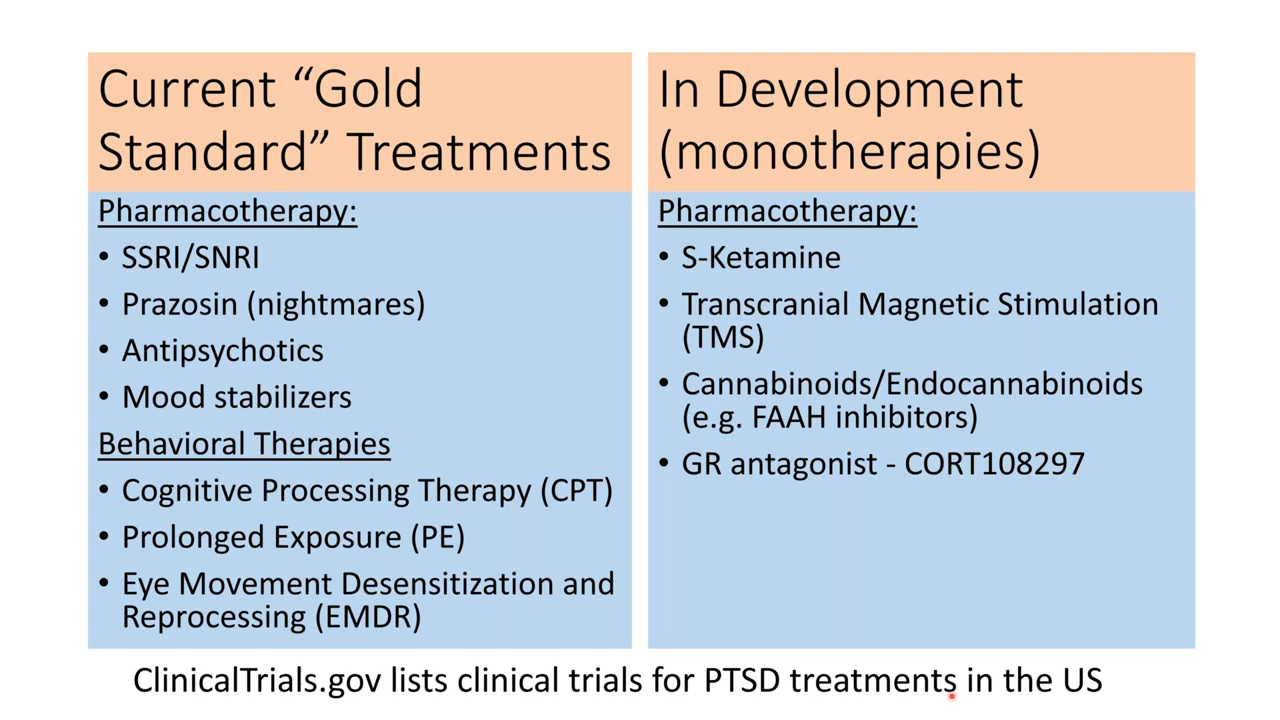 Current “Gold
Standard” Treatments
Pharmacotherapy:
• SSRI/SNRI
• Prazosin (nightmares)
• Antipsychotics
• Mood stabilizers
Behavioral Therapies
• Cognitive Processing Therapy (CPT)
• Prolonged Exposure (PE)
• Eye Movement Desensitization and
Reprocessing (EMDR)
In Development
(monotherapies)
Pharmacotherapy:
• S-Ketamine
• Transcranial Magnetic Stimulation
(TMS)
• Cannabinoids/Endocannabinoids
(e.g. FAAH inhibitors)
• GR antagonist - CORT108297
ClinicalTrials.gov lists clinical trials for PTSD treatments in the US